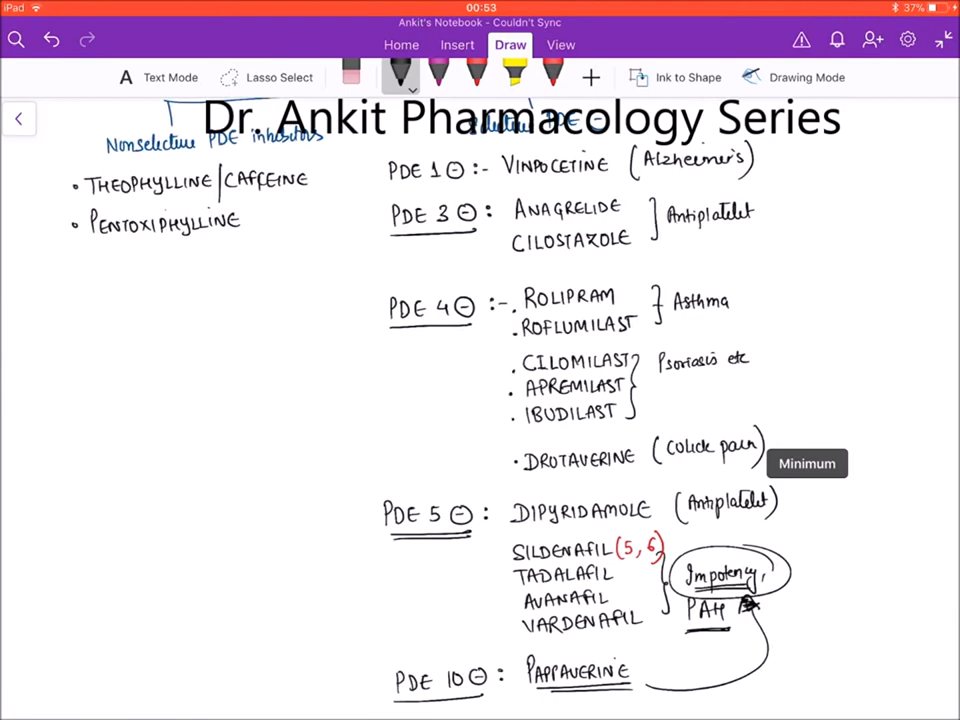 iPad 00:53 37%
Ankit's Notebook - Couldn't Sync
Home Insert Draw View
A Text Mode Lasso Select Ink to Shape Drawing Mode
Dr. Ankit Pharmacology Series
Nonselective PDE inhibitors
• THEOPHYLLINE/CAFFEINE
• PENTOXIPHYLLINE
PDE ⊖
PDE 1 ⊖ :- VINPOCETINE (Alzheimer's)
PDE 3 ⊖ : ANAGRELIDE
CILOSTAZOLE
Antiplatelet
PDE 4 ⊖ :- . ROLIPRAM
. ROFLUMILAST
Asthma
. CILOMILAST
. APREMILAST
. IBUDILAST
Psoriasis etc
. DROTAVERINE (Colick pain)
Minimum
PDE 5 ⊖ : DIPYRIDAMOLE (Antiplatelet)
SILDENAFIL (5, 6)
TADALAFIL
AVANAFIL
VARDENAFIL
Impotency,
PAH
PDE 10 ⊖ : PAPPAVERINE